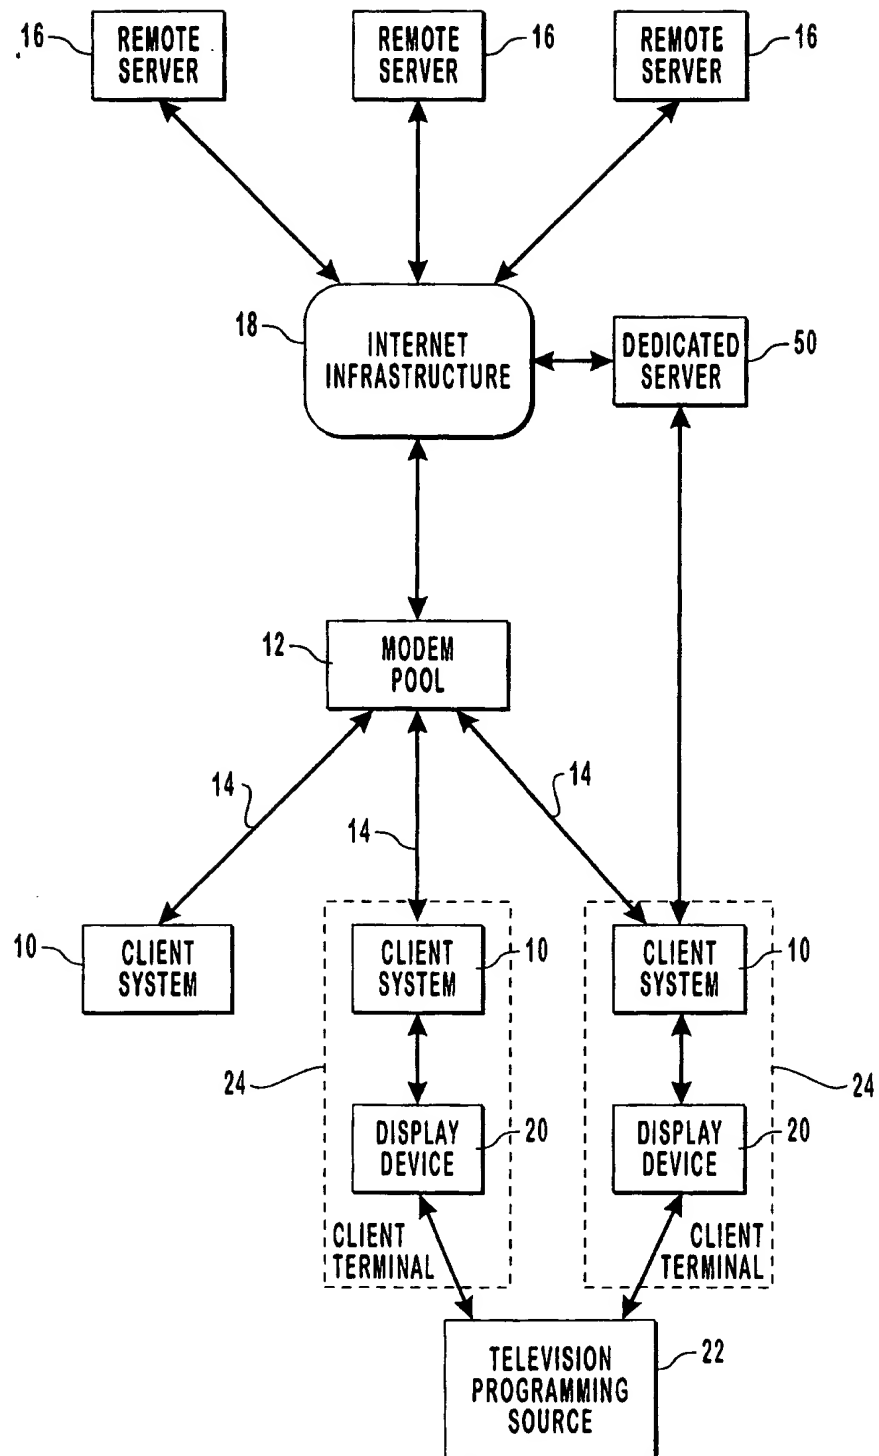 16 REMOTE SERVER
REMOTE SERVER 16
REMOTE SERVER 16
18
INTERNET
INFRASTRUCTURE
DEDICATED
SERVER
50
12
MODEM
POOL
14
14
14
10
CLIENT
SYSTEM
CLIENT
SYSTEM
10
CLIENT
SYSTEM
10
24
24
DISPLAY
DEVICE
20
DISPLAY
DEVICE
20
CLIENT
TERMINAL
CLIENT
TERMINAL
TELEVISION
PROGRAMMING
SOURCE
22